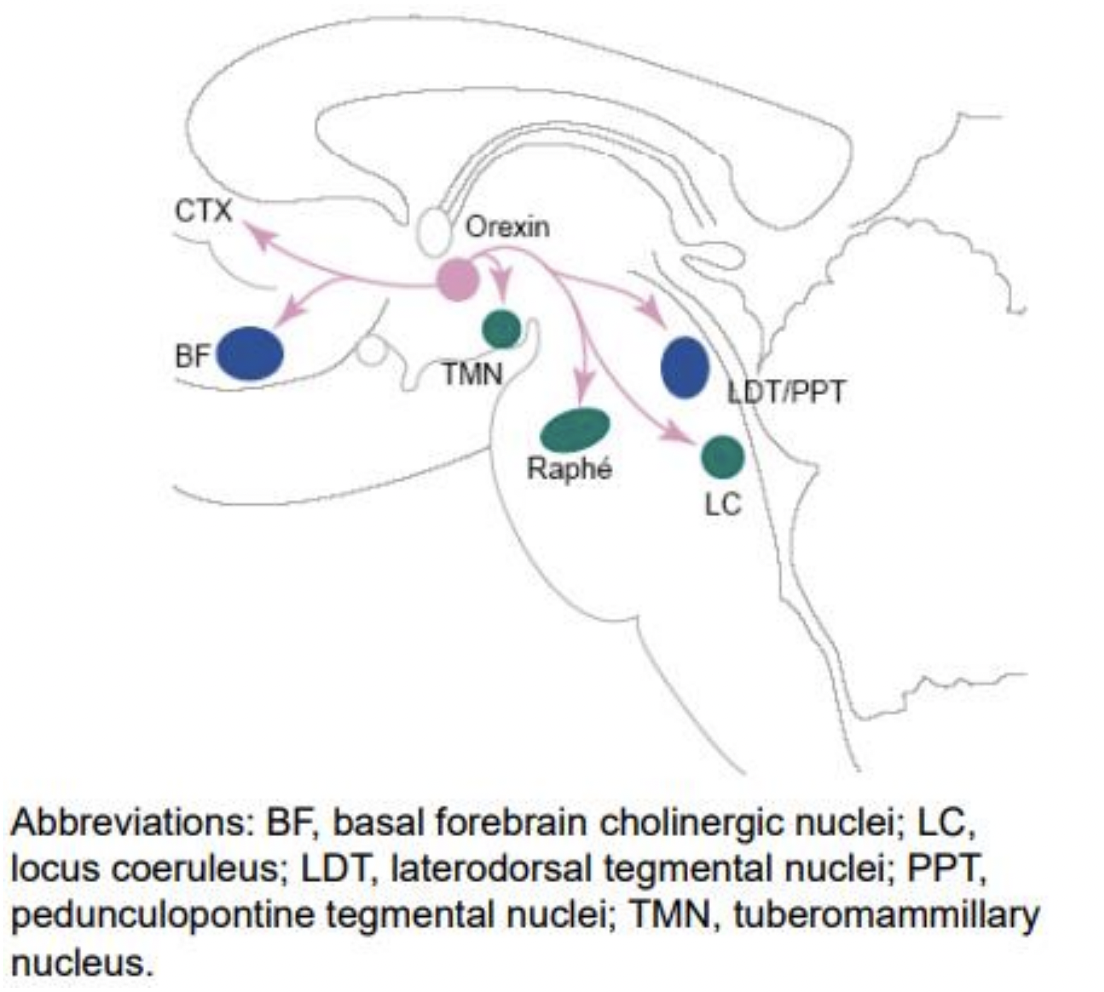 CTX
Orexin
BF
TMN
LDT/PPT
Raphé
LC
Abbreviations: BF, basal forebrain cholinergic nuclei; LC,
locus coeruleus; LDT, laterodorsal tegmental nuclei; PPT,
pedunculopontine tegmental nuclei; TMN, tuberomammillary
nucleus.